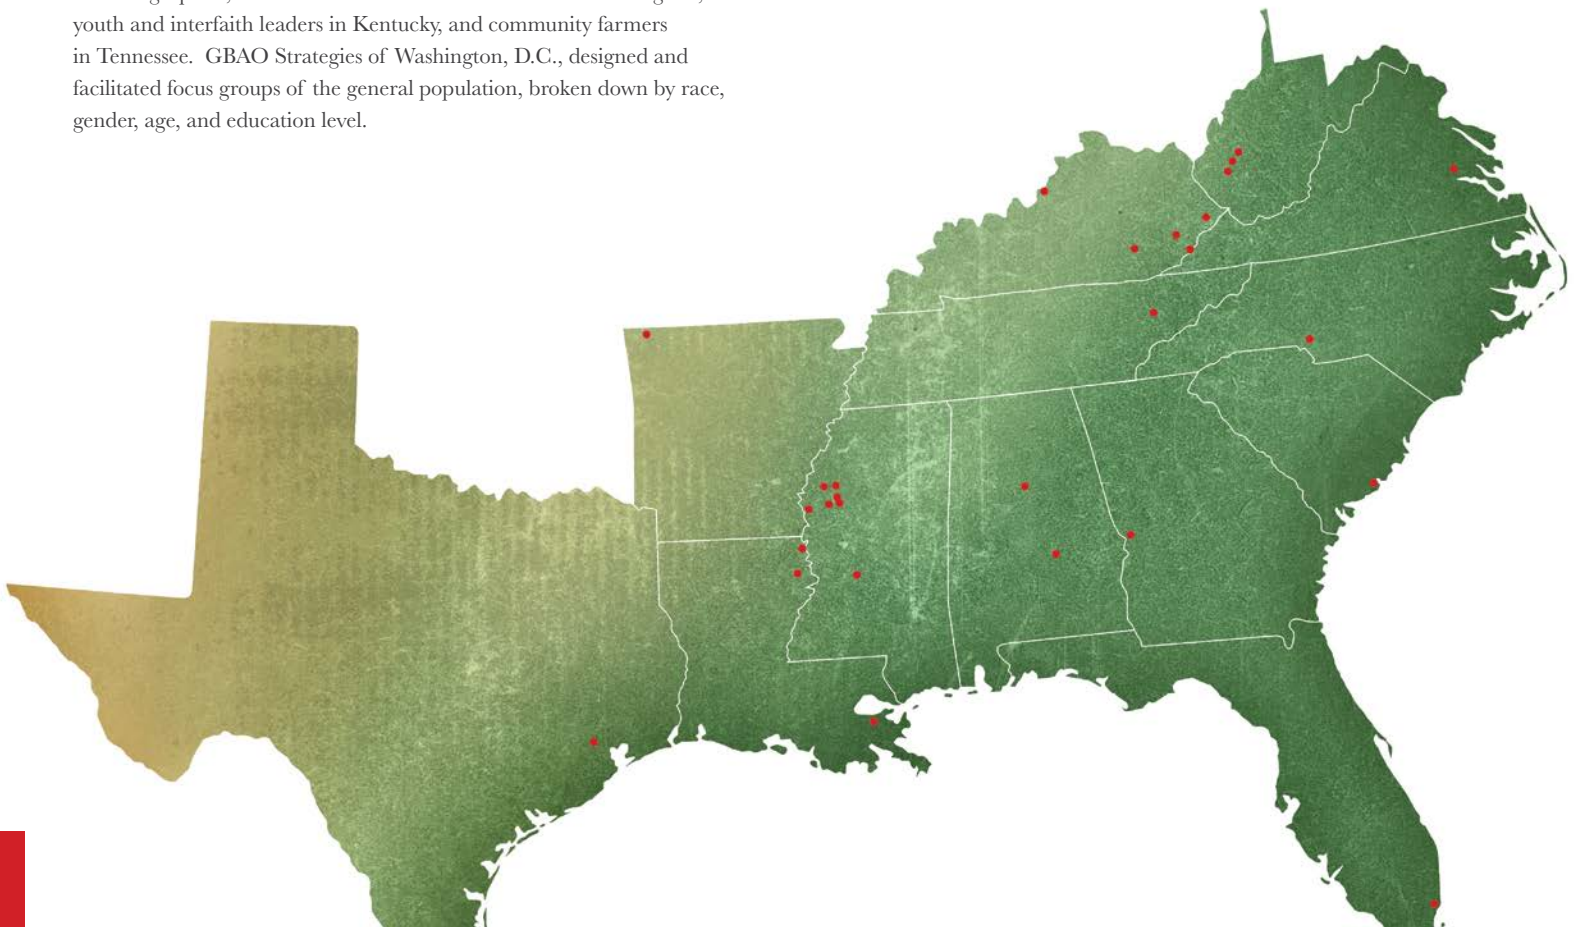 youth and interfaith leaders in Kentucky, and community farmers
in Tennessee.  GBAO Strategies of Washington, D.C., designed and
facilitated focus groups of the general population, broken down by race,
gender, age, and education level.